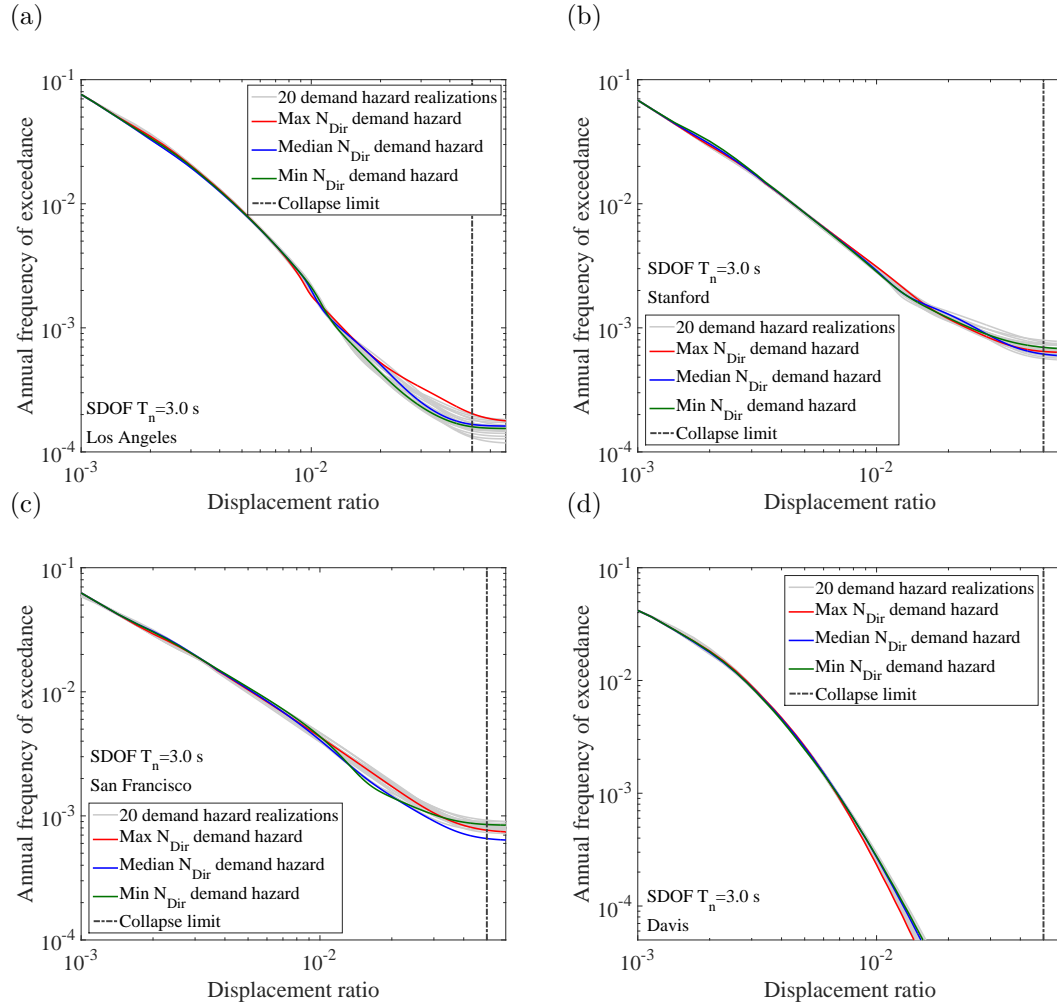 (a)
10^-1
10^-2
10^-3
10^-4
Annual frequency of exceedance
20 demand hazard realizations
Max N_Dir demand hazard
Median N_Dir demand hazard
Min N_Dir demand hazard
Collapse limit
SDOF T_n=3.0 s
Los Angeles
10^-3
10^-2
Displacement ratio
(b)
10^-1
10^-2
10^-3
10^-4
Annual frequency of exceedance
SDOF T_n=3.0 s
Stanford
20 demand hazard realizations
Max N_Dir demand hazard
Median N_Dir demand hazard
Min N_Dir demand hazard
Collapse limit
10^-3
10^-2
Displacement ratio
(c)
10^-1
10^-2
10^-3
10^-4
Annual frequency of exceedance
SDOF T_n=3.0 s
San Francisco
20 demand hazard realizations
Max N_Dir demand hazard
Median N_Dir demand hazard
Min N_Dir demand hazard
Collapse limit
10^-3
10^-2
Displacement ratio
(d)
10^-1
10^-2
10^-3
10^-4
Annual frequency of exceedance
20 demand hazard realizations
Max N_Dir demand hazard
Median N_Dir demand hazard
Min N_Dir demand hazard
Collapse limit
SDOF T_n=3.0 s
Davis
10^-3
10^-2
Displacement ratio